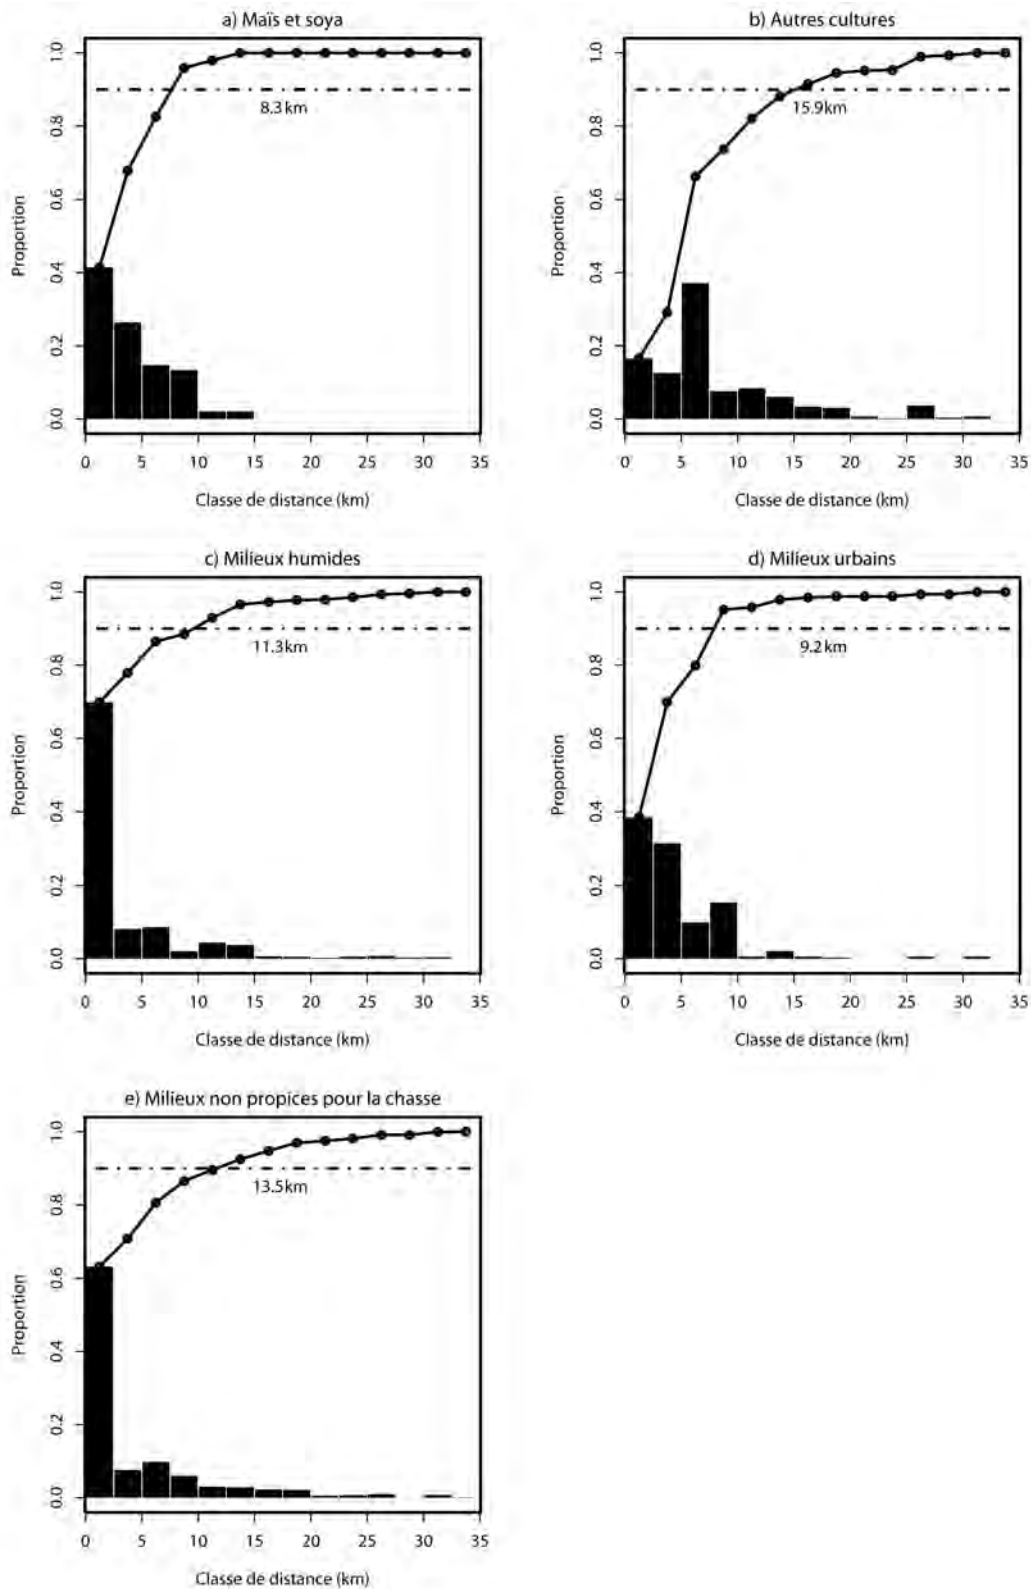 a) Maïs et soya
Proportion
0.0 0.2 0.4 0.6 0.8 1.0
8.3 km
0 5 10 15 20 25 30 35
Classe de distance (km)
b) Autres cultures
Proportion
0.0 0.2 0.4 0.6 0.8 1.0
15.9 km
0 5 10 15 20 25 30 35
Classe de distance (km)
c) Milieux humides
Proportion
0.0 0.2 0.4 0.6 0.8 1.0
11.3 km
0 5 10 15 20 25 30 35
Classe de distance (km)
d) Milieux urbains
Proportion
0.0 0.2 0.4 0.6 0.8 1.0
9.2 km
0 5 10 15 20 25 30 35
Classe de distance (km)
e) Milieux non propices pour la chasse
Proportion
0.0 0.2 0.4 0.6 0.8 1.0
13.5 km
0 5 10 15 20 25 30 35
Classe de distance (km)